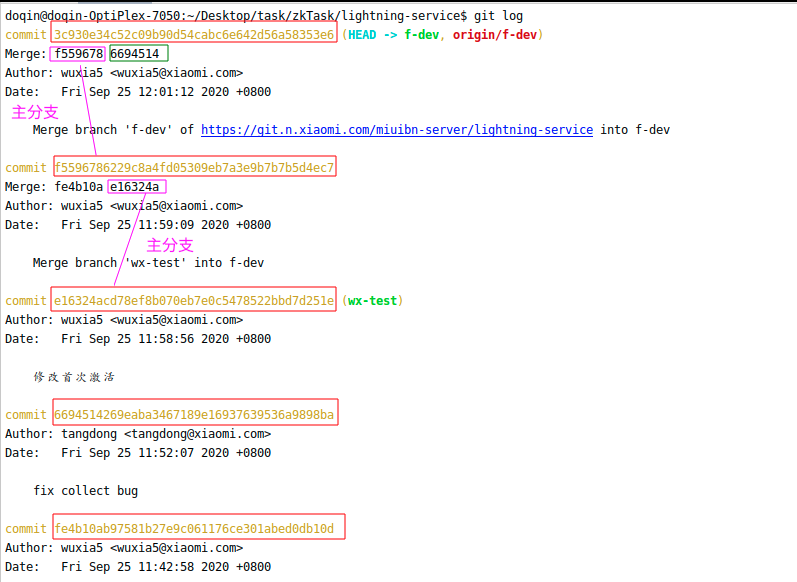 doqin@doqin-OptiPlex-7050:~/Desktop/task/zkTask/lightning-service$ git log
commit 3c930e34c52c09b90d54cabc6e642d56a58353e6 (HEAD -> f-dev, origin/f-dev)
Merge: f559678 6694514
Author: wuxia5 <wuxia5@xiaomi.com>
Date:   Fri Sep 25 12:01:12 2020 +0800
主分支
Merge branch 'f-dev' of https://git.n.xiaomi.com/miuibn-server/lightning-service into f-dev
commit f5596786229c8a4fd05309eb7a3e9b7b7b5d4ec7
Merge: fe4b10a e16324a
Author: wuxia5 <wuxia5@xiaomi.com>
Date:   Fri Sep 25 11:59:09 2020 +0800
主分支
Merge branch 'wx-test' into f-dev
commit e16324acd78ef8b070eb7e0c5478522bbd7d251e (wx-test)
Author: wuxia5 <wuxia5@xiaomi.com>
Date:   Fri Sep 25 11:58:56 2020 +0800
修改首次激活
commit 6694514269eaba3467189e16937639536a9898ba
Author: tangdong <tangdong@xiaomi.com>
Date:   Fri Sep 25 11:52:07 2020 +0800
fix collect bug
commit fe4b10ab97581b27e9c061176ce301abed0db10d
Author: wuxia5 <wuxia5@xiaomi.com>
Date:   Fri Sep 25 11:42:58 2020 +0800